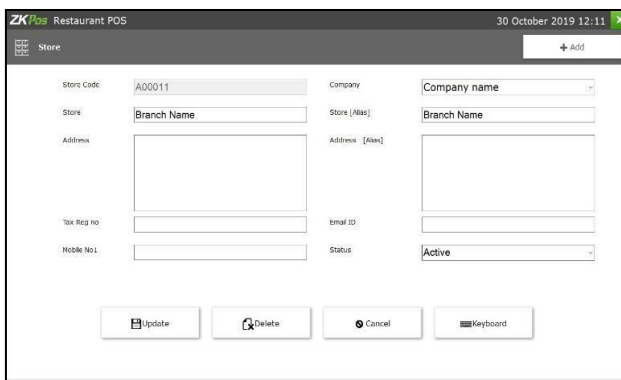 ZKPos Restaurant POS 30 October 2019 12:11 X
Store + Add
Store Code A00011 Company Company name
Store Branch Name Store [Alias] Branch Name
Address Address [Alias]
Tax Reg no Email ID
Mobile No1 Status Active
Update Delete Cancel Keyboard